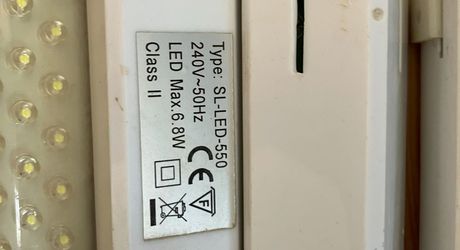 Type: SL-LED-550
240V~50Hz
LED Max.6.8W
Class II
CE
F